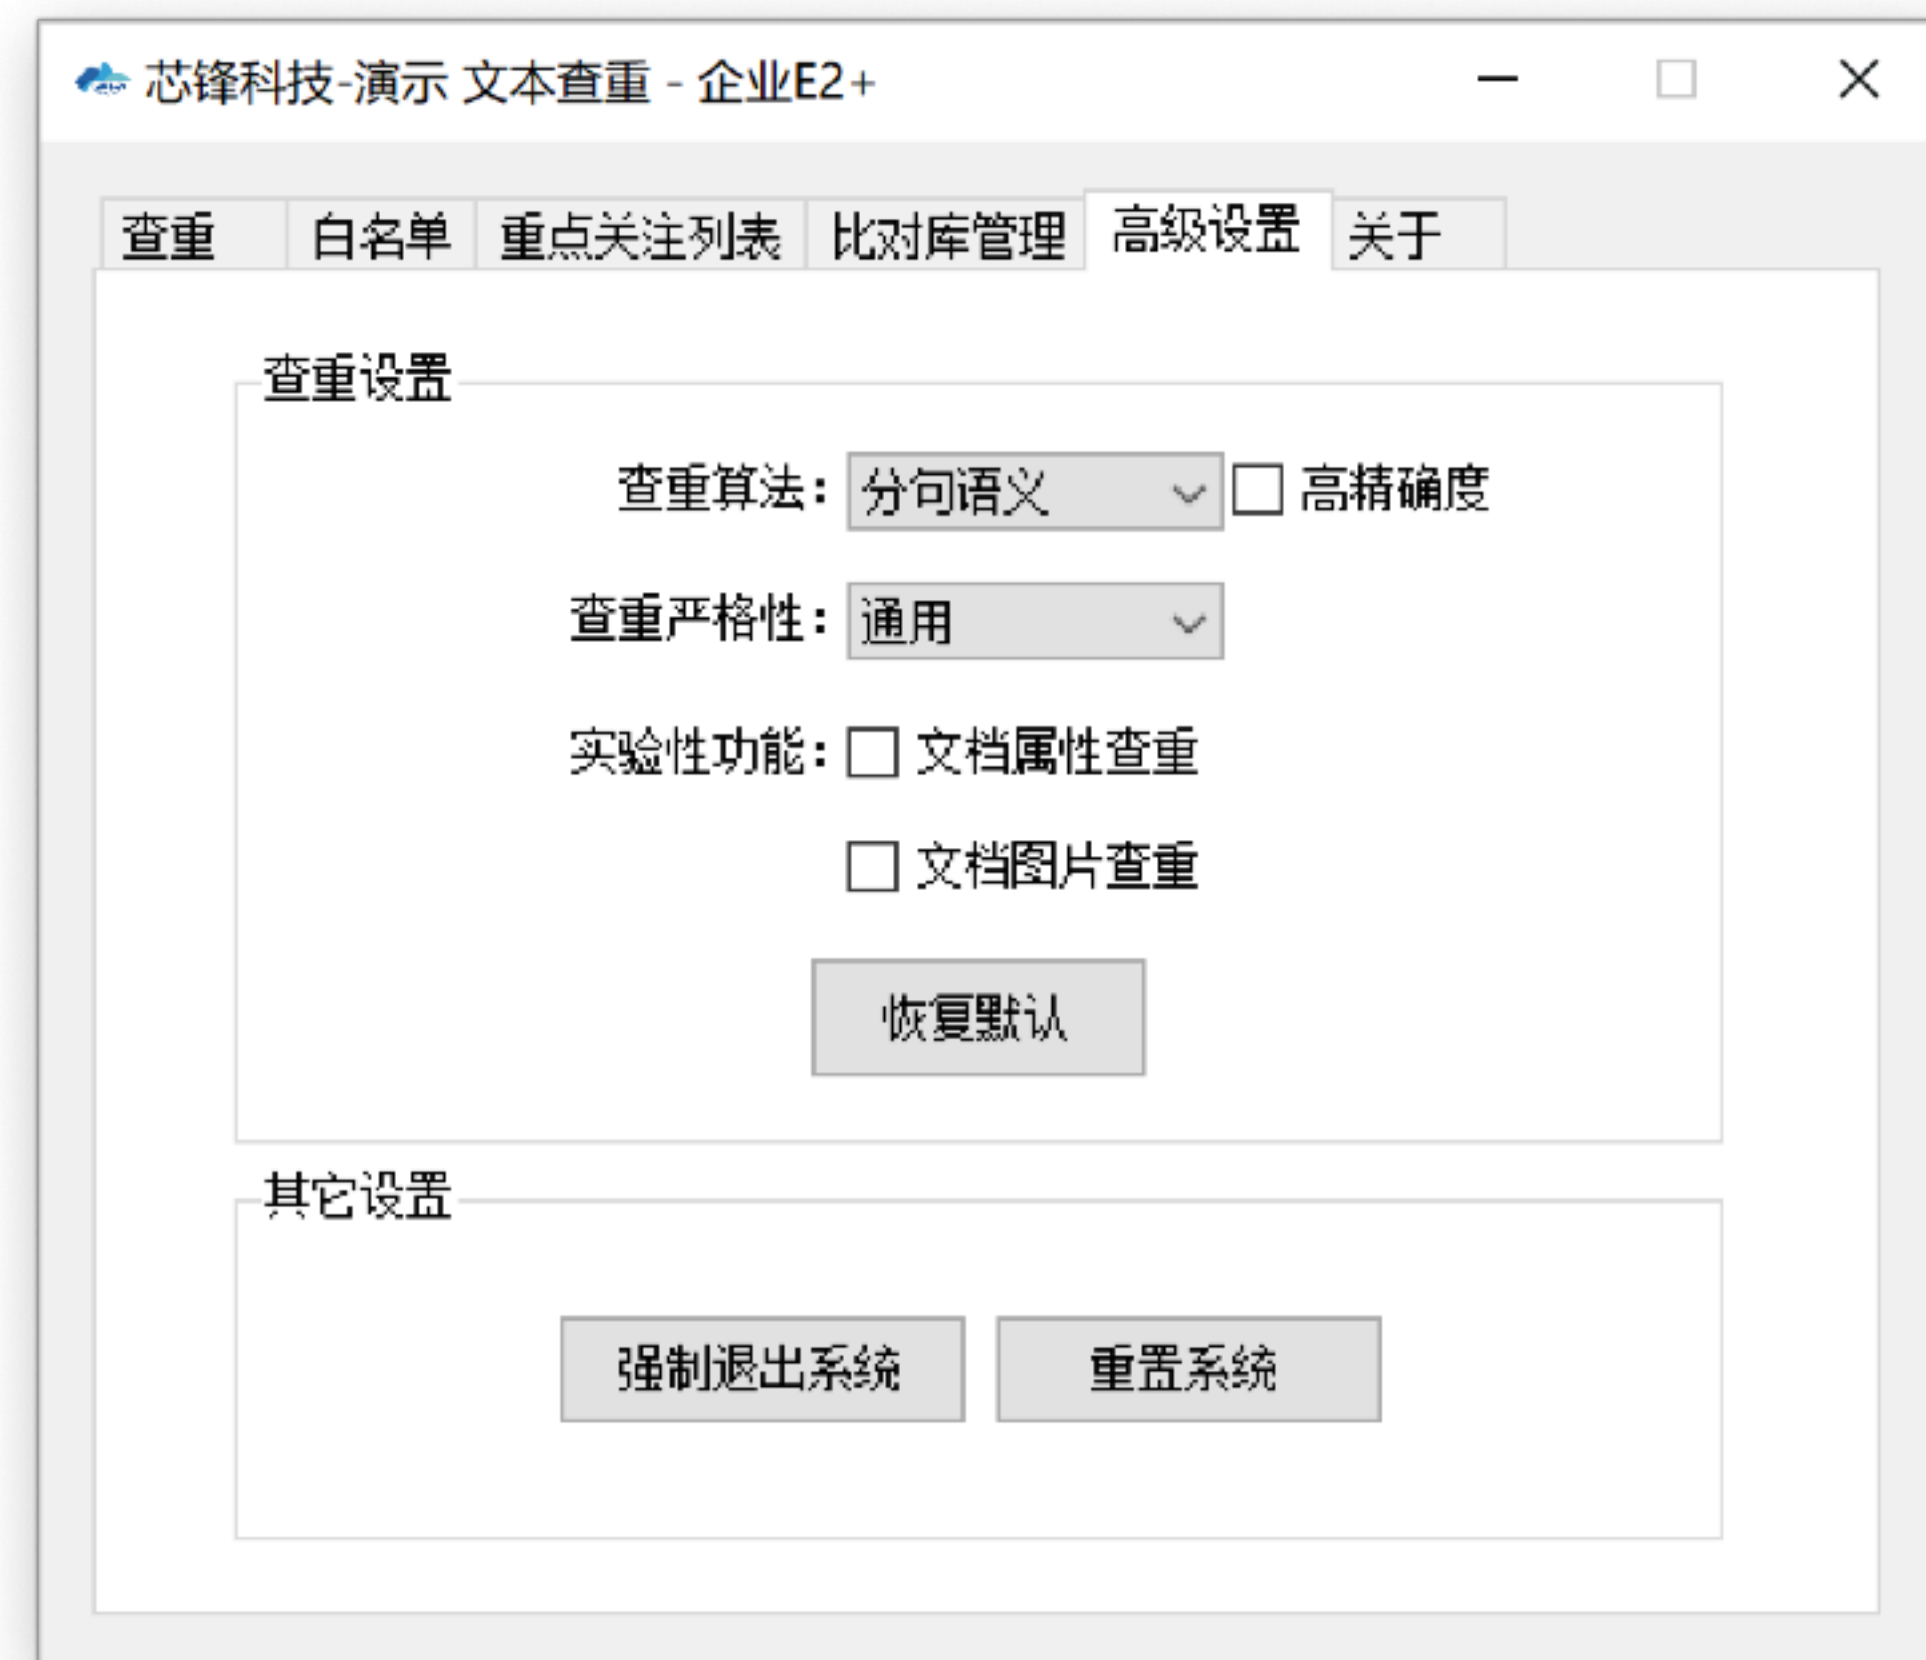 芯锋科技-演示 文本查重 - 企业E2+
查重 白名单 重点关注列表 比对库管理 高级设置 关于
查重设置
查重算法： 分句语义 高精确度
查重严格性： 通用
实验性功能： 文档属性查重
文档图片查重
恢复默认
其它设置
强制退出系统 重置系统